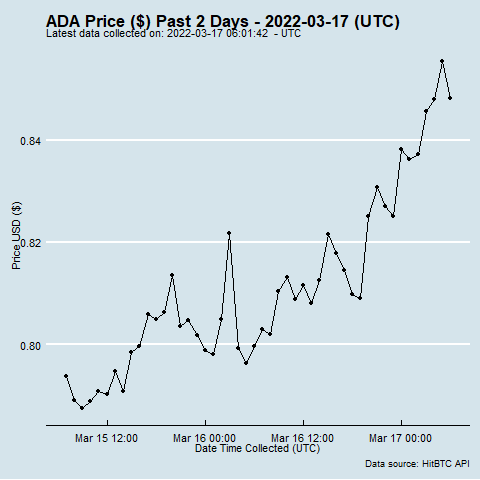 ADA Price ($) Past 2 Days - 2022-03-17 (UTC)
Latest data collected on: 2022-03-17 06:01:42 - UTC
0.84
0.82
0.80
Price USD ($)
Mar 15 12:00 Mar 16 00:00 Mar 16 12:00 Mar 17 00:00
Date Time Collected (UTC)
Data source: HitBTC API